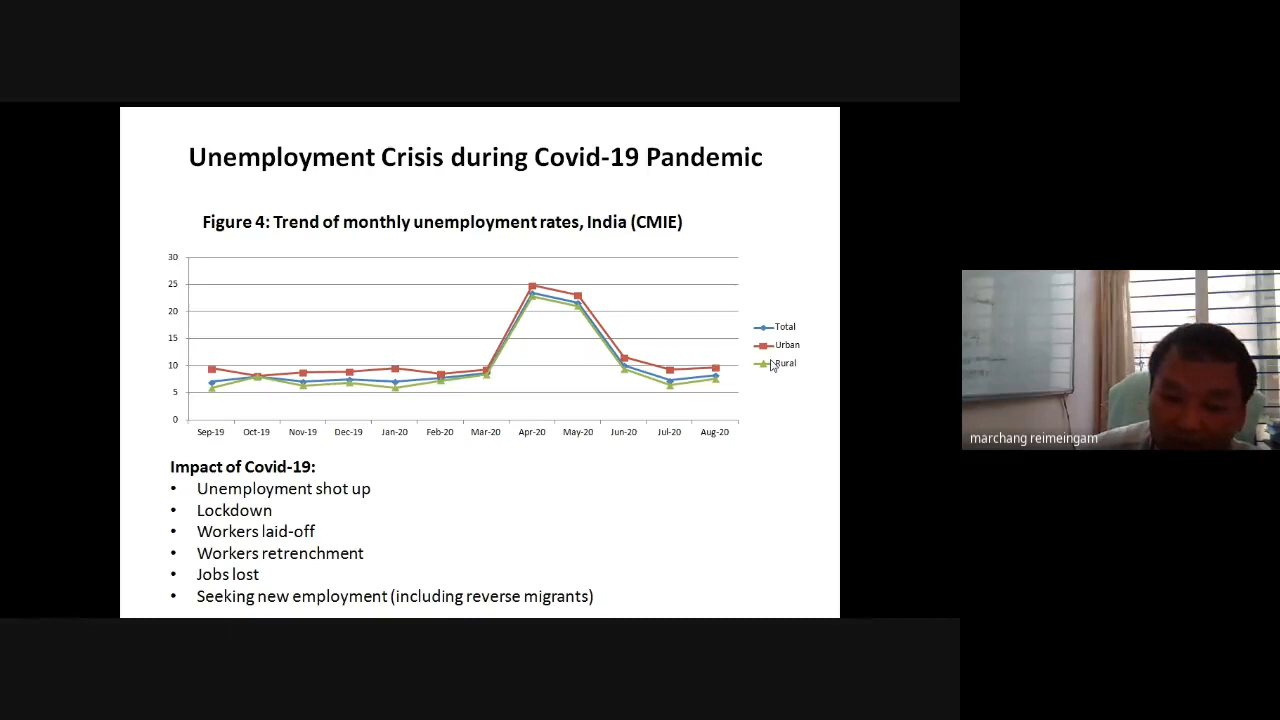 Unemployment Crisis during Covid-19 Pandemic
Figure 4: Trend of monthly unemployment rates, India (CMIE)
30
25
20
15
10
5
0
Sep-19 Oct-19 Nov-19 Dec-19 Jan-20 Feb-20 Mar-20 Apr-20 May-20 Jun-20 Jul-20 Aug-20
Total
Urban
Rural
Impact of Covid-19:
• Unemployment shot up
• Lockdown
• Workers laid-off
• Workers retrenchment
• Jobs lost
• Seeking new employment (including reverse migrants)
marchang reimeingam